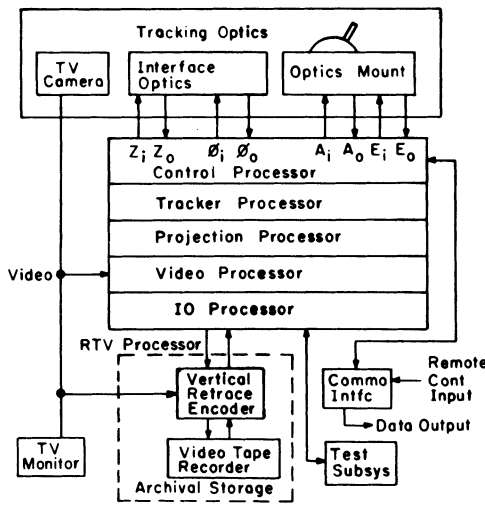 Tracking Optics
TV
Camera
Interface
Optics
Optics Mount
Zi Zo Øi Øo Ai Ao Ei Eo
Control Processor
Tracker Processor
Projection Processor
Video Processor
IO Processor
Video
RTV Processor
Vertical
Retrace
Encoder
Video Tape
Recorder
Archival Storage
TV
Monitor
Commo
Intfc
Remote
Cont
Input
Data Output
Test
Subsys